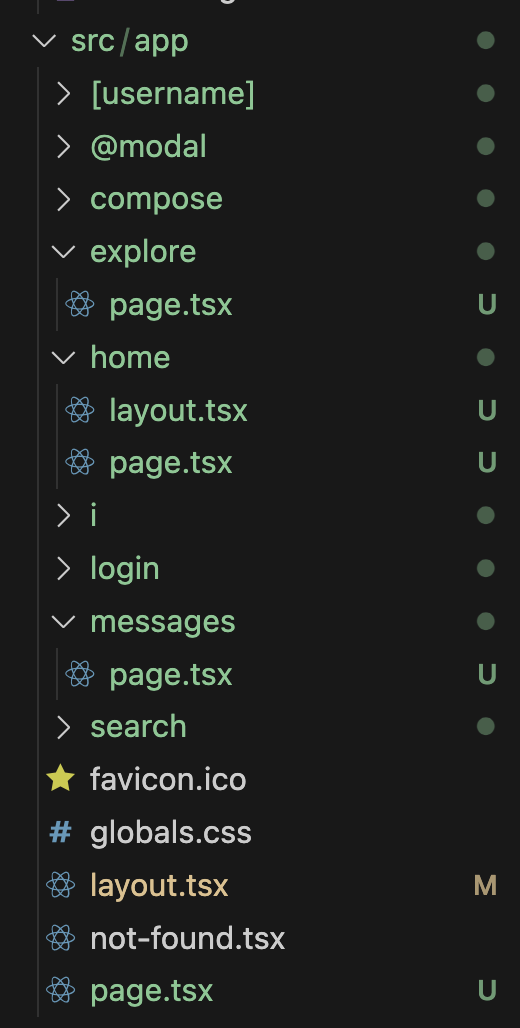 src/app
[username]
@modal
compose
explore
page.tsx U
home
layout.tsx U
page.tsx U
i
login
messages
page.tsx U
search
favicon.ico
# globals.css
layout.tsx M
not-found.tsx
page.tsx U